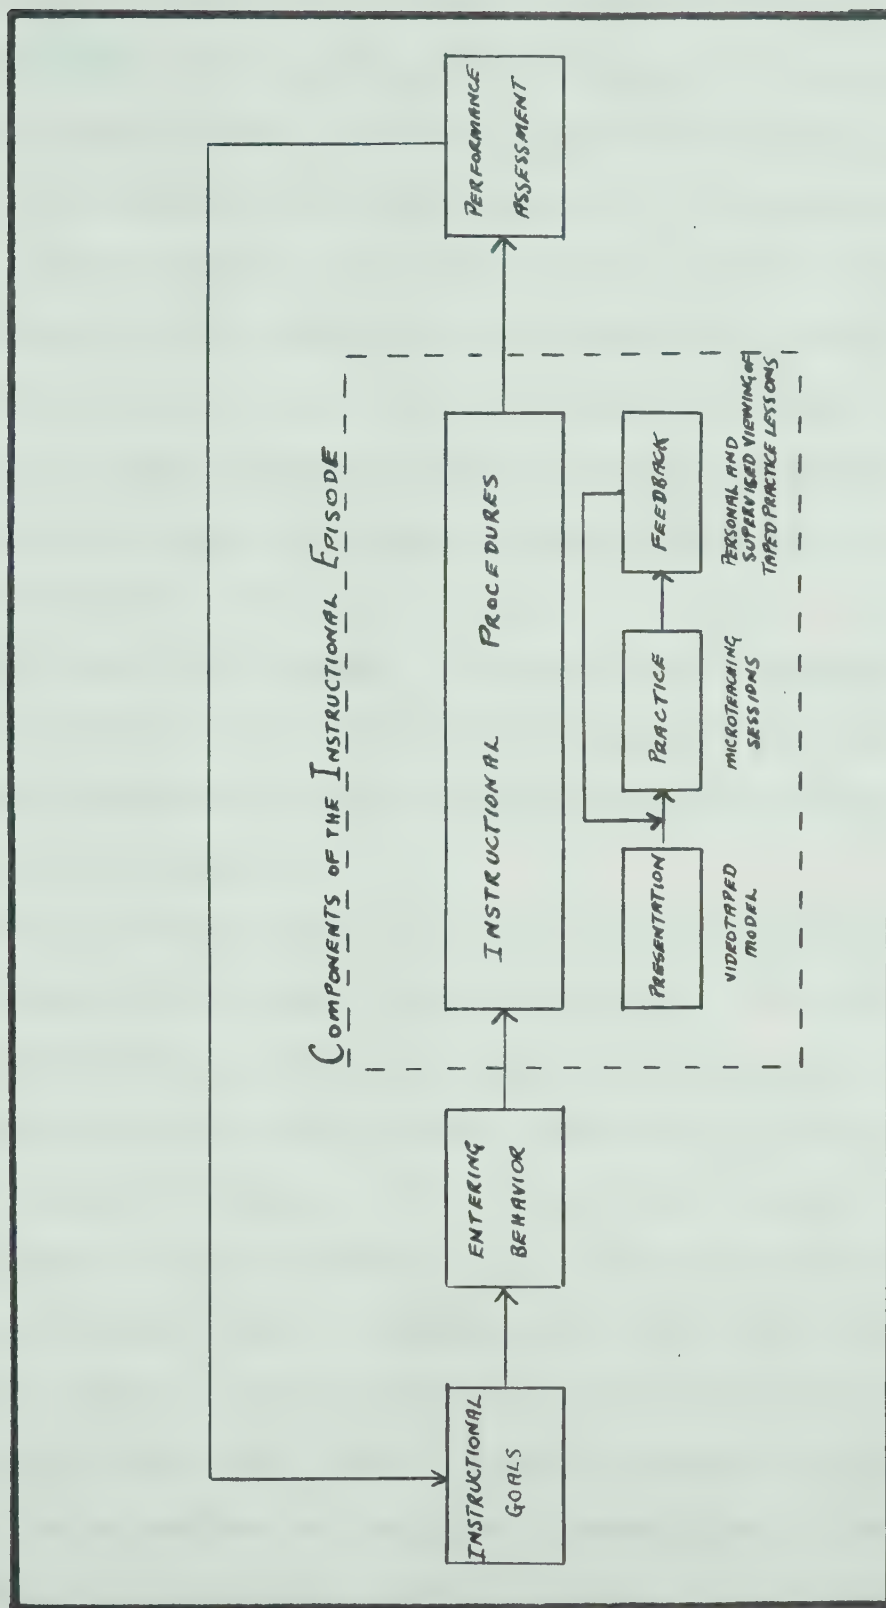 COMPONENTS OF THE INSTRUCTIONAL EPISODE
INSTRUCTIONAL
GOALS
ENTERING
BEHAVIOR
INSTRUCTIONAL PROCEDURES
PERFORMANCE
ASSESSMENT
PRESENTATION
VIDEOTAPED
MODEL
PRACTICE
MICROTEACHING
SESSIONS
FEEDBACK
PERSONAL AND
SUPERVISED VIEWING OF
TAPED PRACTICE LESSONS